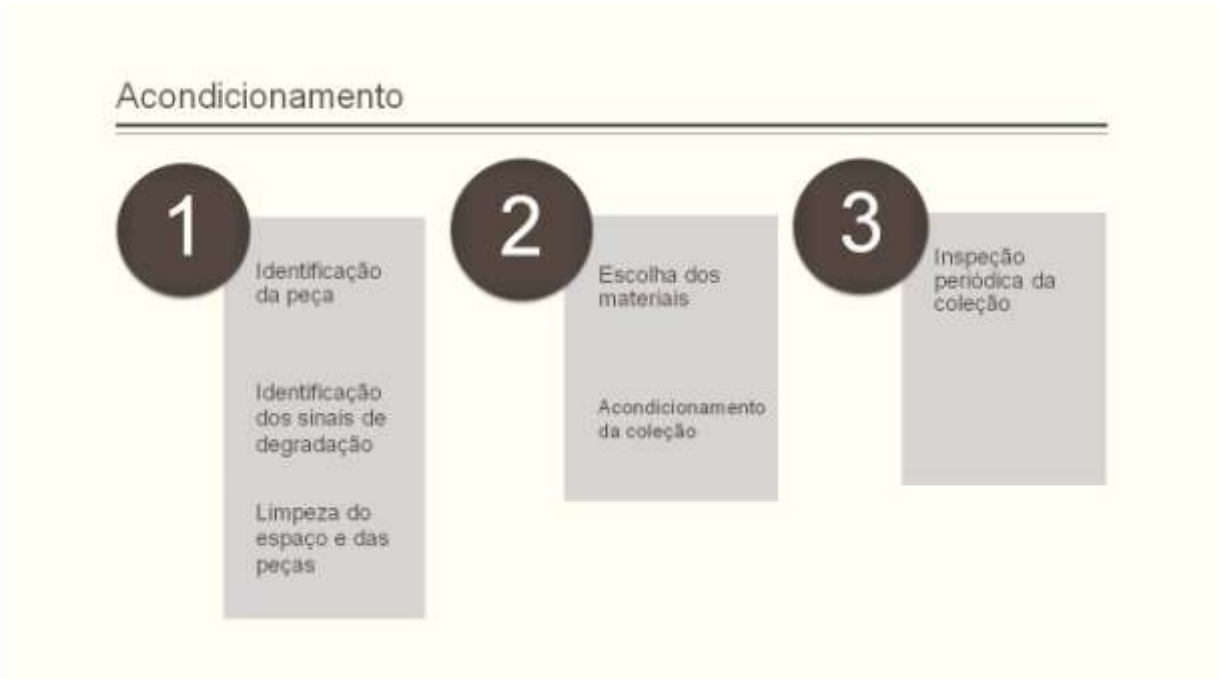 Acondicionamento
1
Identificação
da peça
Identificação
dos sinais de
degradação
Limpeza do
espaço e das
peças
2
Escolha dos
materiais
Acondicionamento
da coleção
3
Inspeção
periódica da
coleção